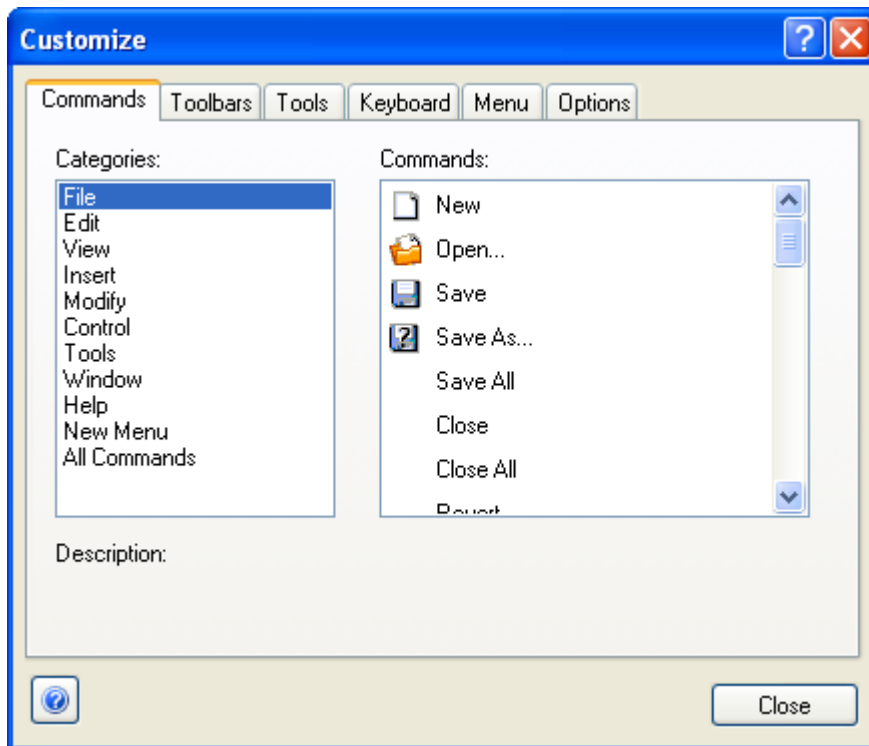 Customize
Commands Toolbars Tools Keyboard Menu Options
Categories:
File
Edit
View
Insert
Modify
Control
Tools
Window
Help
New Menu
All Commands
Commands:
New
Open...
Save
Save As...
Save All
Close
Close All
Revert
Description:
Close